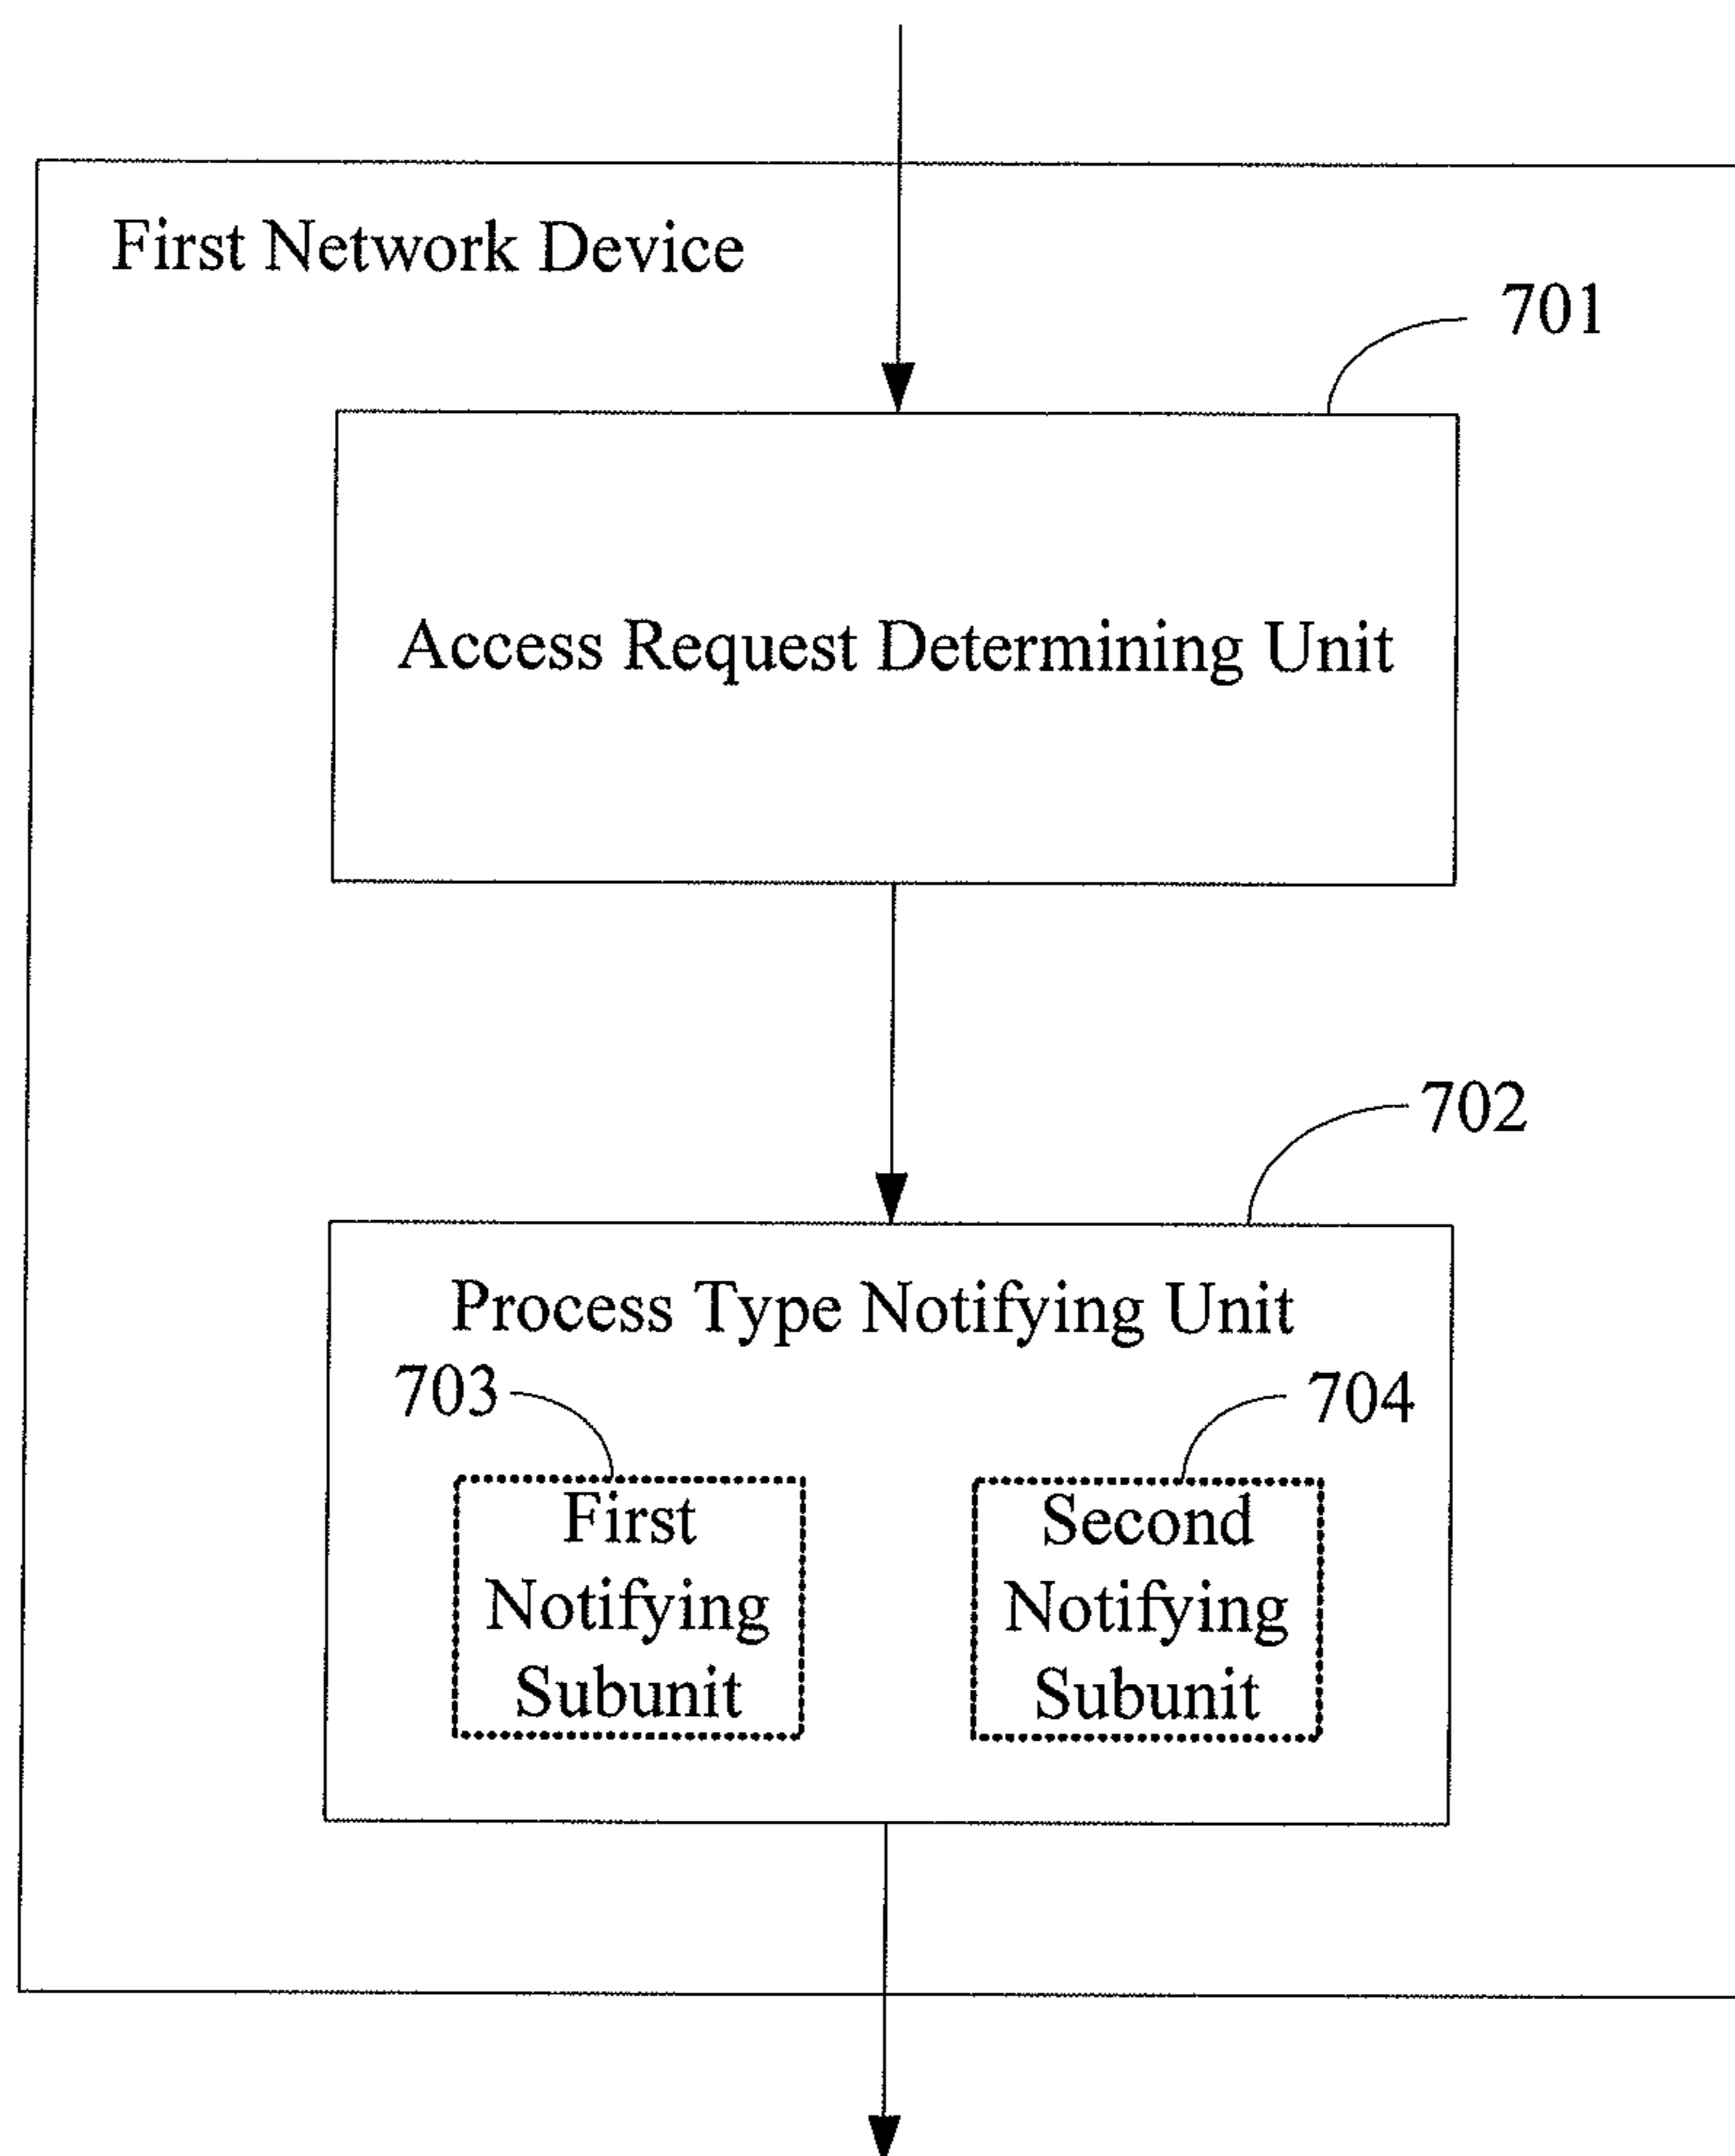 First Network Device
701
Access Request Determining Unit
702
Process Type Notifying Unit
703
704
First
Notifying
Subunit
Second
Notifying
Subunit